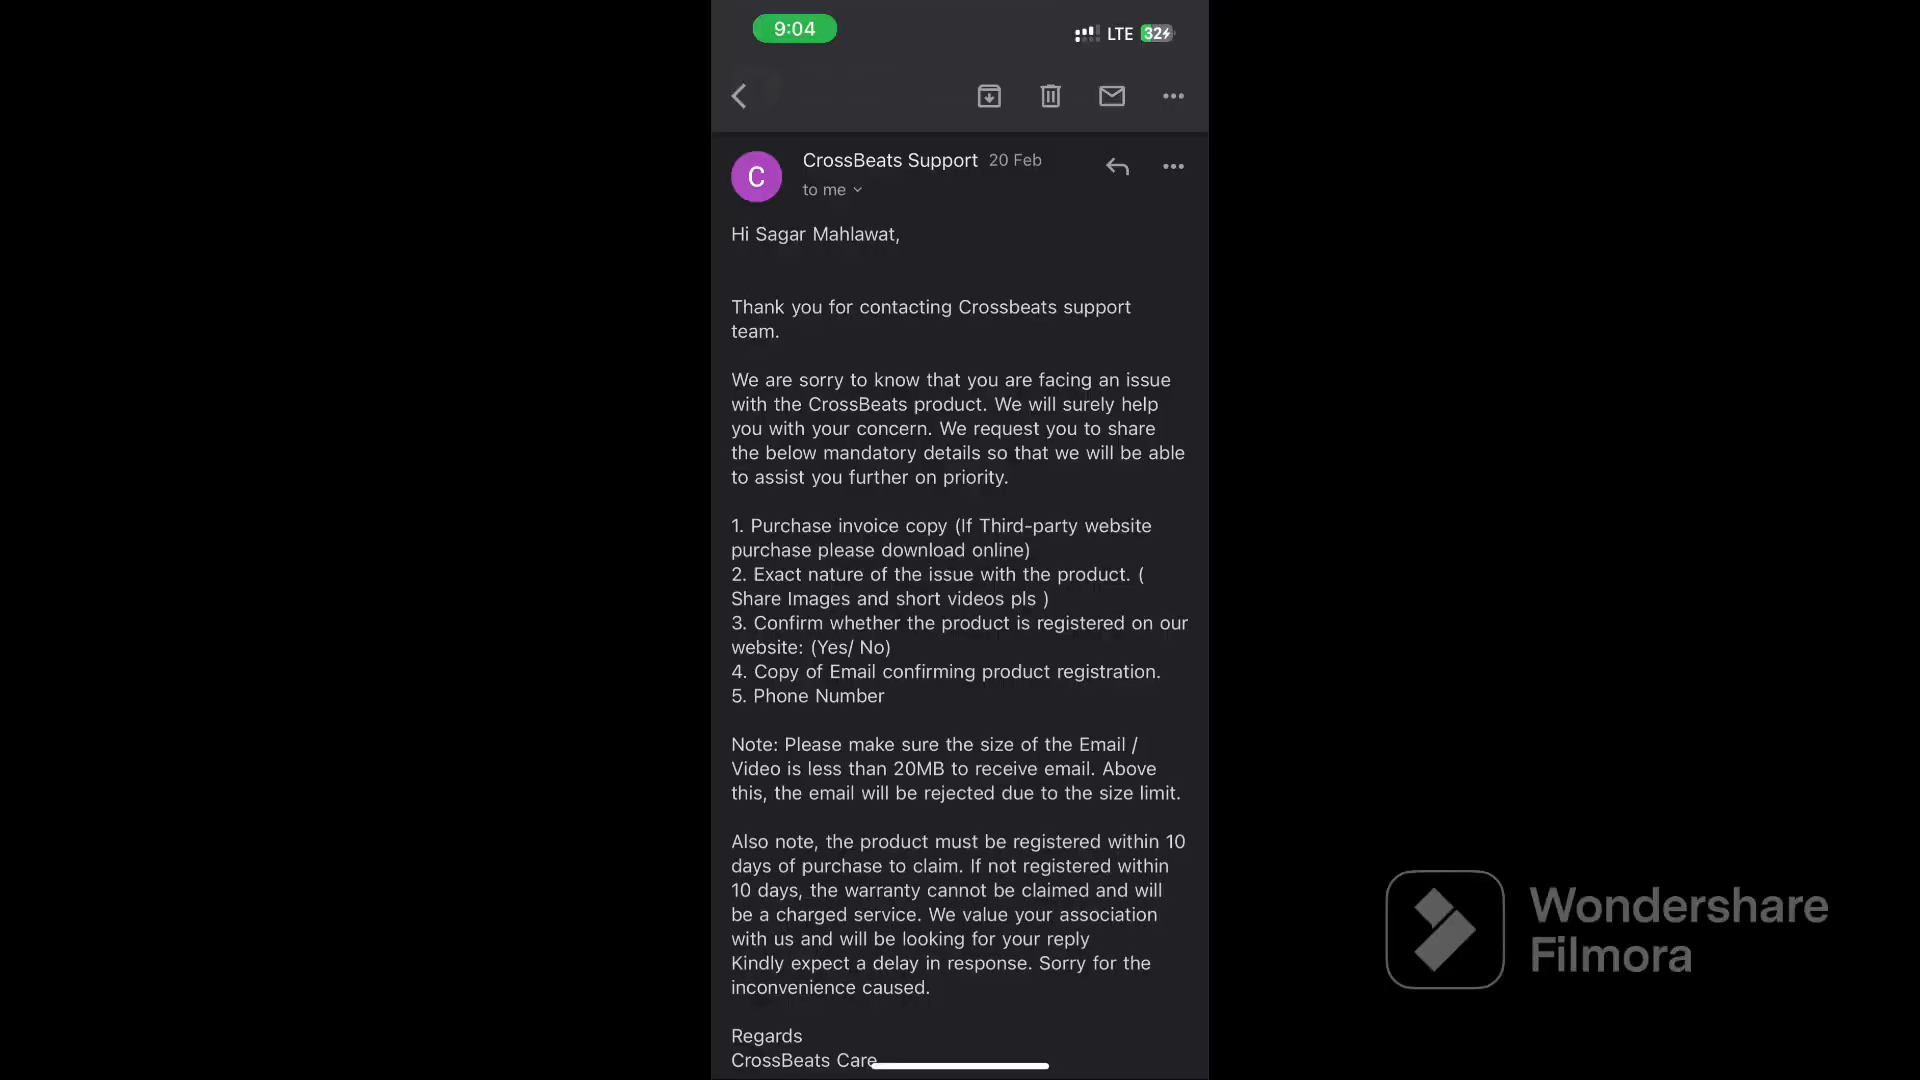 9:04
LTE 32
C
CrossBeats Support 20 Feb
to me
Hi Sagar Mahlawat,
Thank you for contacting Crossbeats support
team.
We are sorry to know that you are facing an issue
with the CrossBeats product. We will surely help
you with your concern. We request you to share
the below mandatory details so that we will be able
to assist you further on priority.
1. Purchase invoice copy (If Third-party website
purchase please download online)
2. Exact nature of the issue with the product. (
Share Images and short videos pls )
3. Confirm whether the product is registered on our
website: (Yes/ No)
4. Copy of Email confirming product registration.
5. Phone Number
Note: Please make sure the size of the Email /
Video is less than 20MB to receive email. Above
this, the email will be rejected due to the size limit.
Also note, the product must be registered within 10
days of purchase to claim. If not registered within
10 days, the warranty cannot be claimed and will
be a charged service. We value your association
with us and will be looking for your reply
Kindly expect a delay in response. Sorry for the
inconvenience caused.
Regards
CrossBeats Care
Wondershare
Filmora